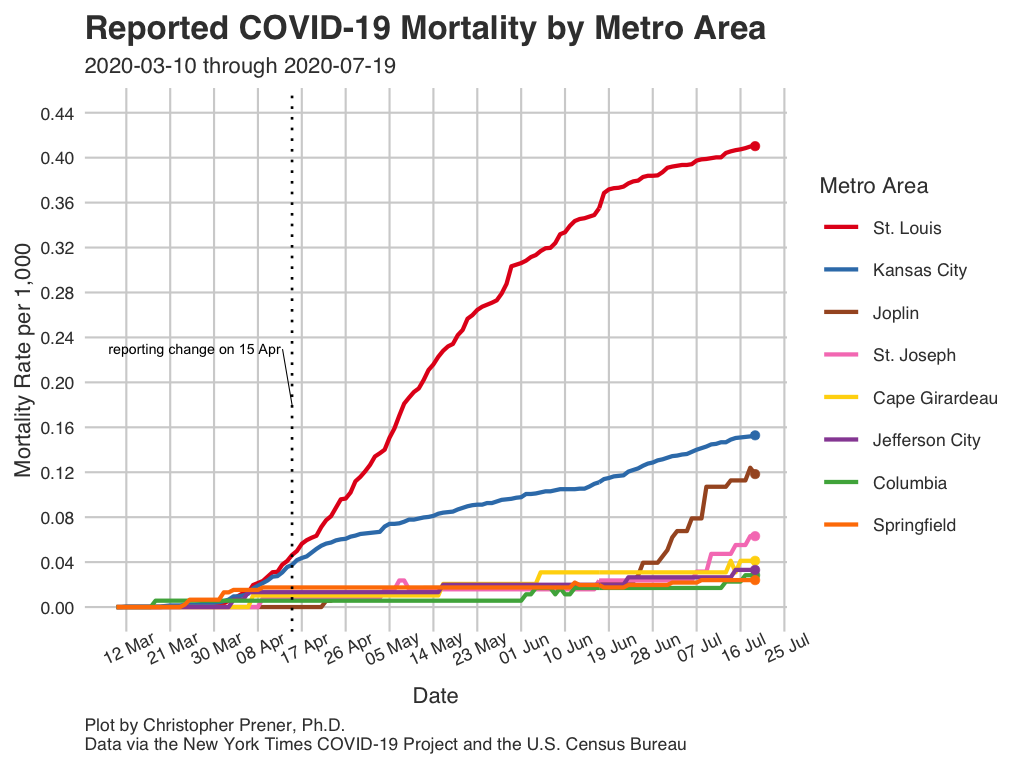 Reported COVID-19 Mortality by Metro Area
2020-03-10 through 2020-07-19
Mortality Rate per 1,000
0.44
0.40
0.36
0.32
0.28
0.24
0.20
0.16
0.12
0.08
0.04
0.00
reporting change on 15 Apr
12 Mar
21 Mar
30 Mar
08 Apr
17 Apr
26 Apr
05 May
14 May
23 May
01 Jun
10 Jun
19 Jun
28 Jun
07 Jul
16 Jul
25 Jul
Date
Metro Area
St. Louis
Kansas City
Joplin
St. Joseph
Cape Girardeau
Jefferson City
Columbia
Springfield
Plot by Christopher Prener, Ph.D.
Data via the New York Times COVID-19 Project and the U.S. Census Bureau